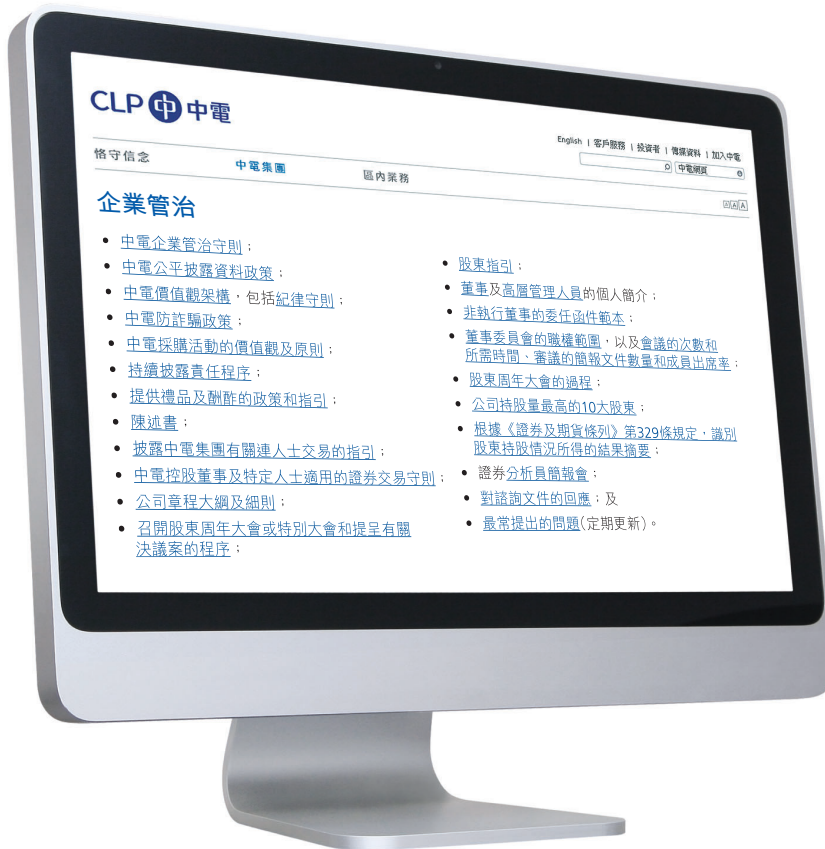 CLP 中電
English | 客戶服務 | 投資者 | 傳媒資料 | 加入中電
中電網頁
恪守信念 中電集團 區內業務
A A A
企業管治
• 中電企業管治守則；
• 中電公平披露資料政策；
• 中電價值觀架構，包括紀律守則；
• 中電防詐騙政策；
• 中電採購活動的價值觀及原則；
• 持續披露責任程序；
• 提供禮品及酬酢的政策和指引；
• 陳述書；
• 披露中電集團有關連人士交易的指引；
• 中電控股董事及特定人士適用的證券交易守則；
• 公司章程大綱及細則；
• 召開股東周年大會或特別大會和提呈有關
決議案的程序；
• 股東指引；
• 董事及高層管理人員的個人簡介；
• 非執行董事的委任函件範本；
• 董事委員會的職權範圍，以及會議的次數和
所需時間、審議的簡報文件數量和成員出席率；
• 股東周年大會的過程；
• 公司持股量最高的10大股東；
• 根據《證券及期貨條列》第329條規定，識別
股東持股情況所得的結果摘要；
• 證券分析員簡報會；
• 對諮詢文件的回應；及
• 最常提出的問題(定期更新)。